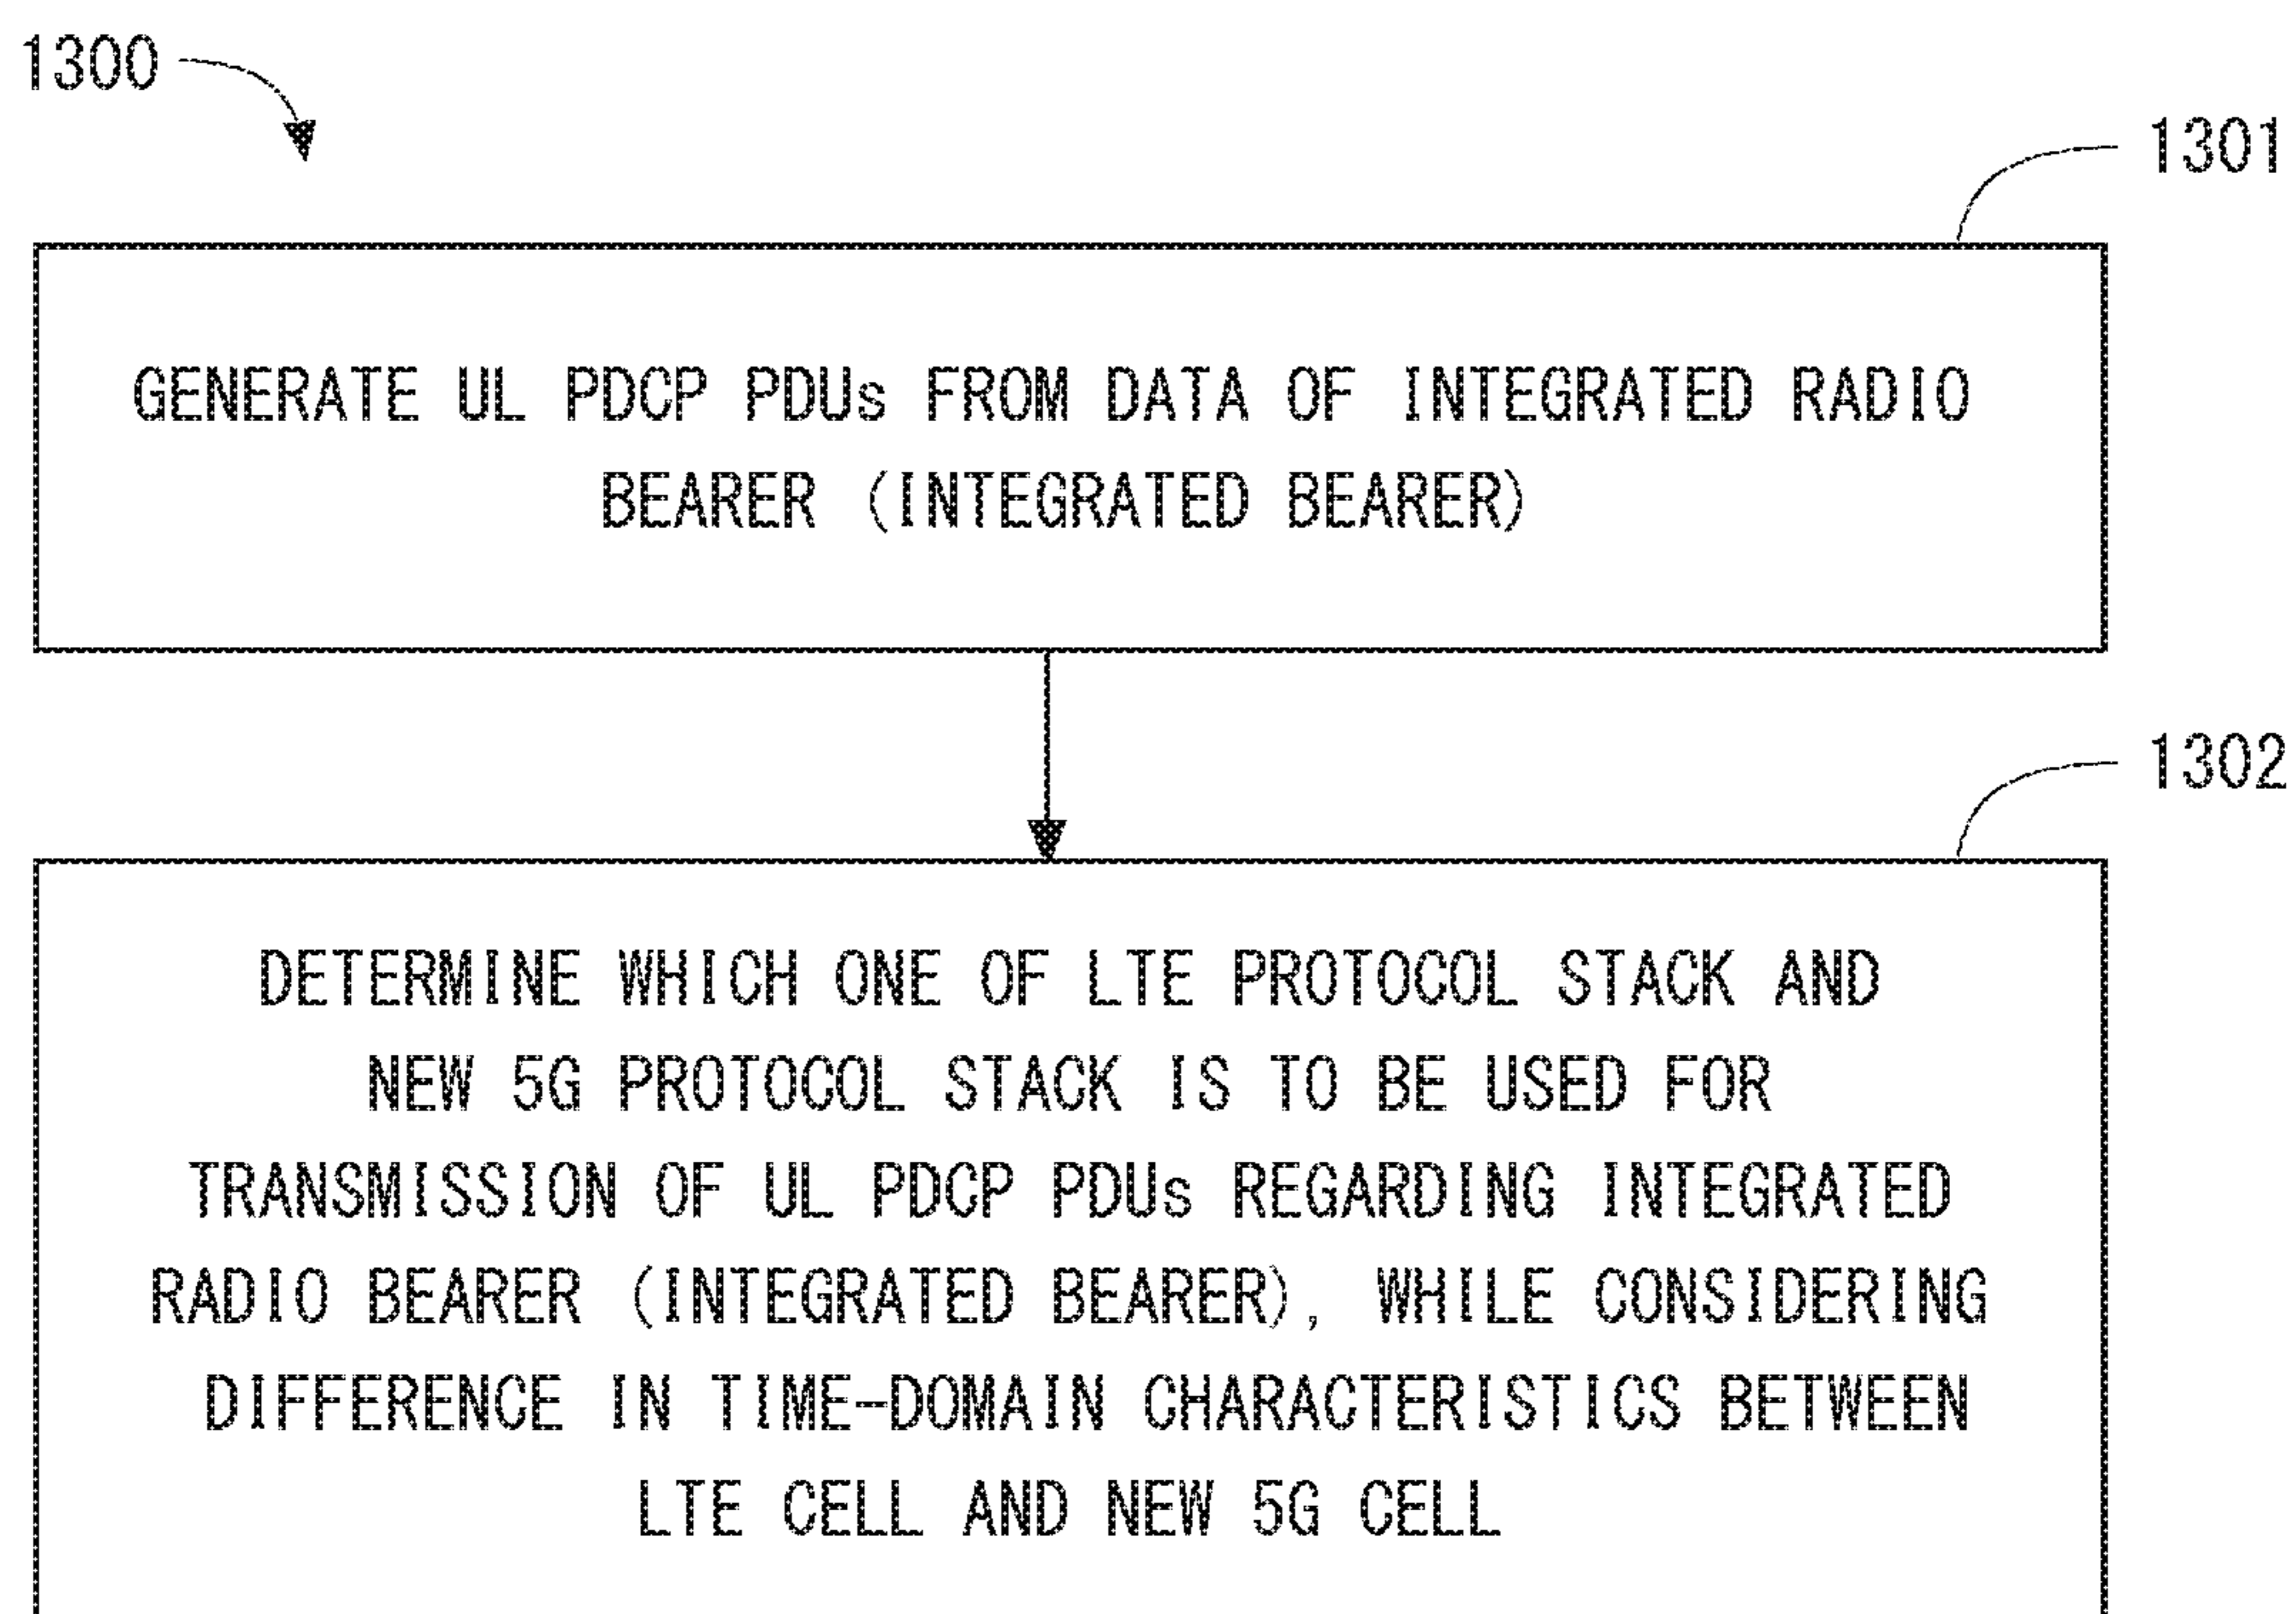 1300
1301
GENERATE UL PDCP PDUs FROM DATA OF INTEGRATED RADIO
BEARER (INTEGRATED BEARER)
1302
DETERMINE WHICH ONE OF LTE PROTOCOL STACK AND
NEW 5G PROTOCOL STACK IS TO BE USED FOR
TRANSMISSION OF UL PDCP PDUs REGARDING INTEGRATED
RADIO BEARER (INTEGRATED BEARER), WHILE CONSIDERING
DIFFERENCE IN TIME-DOMAIN CHARACTERISTICS BETWEEN
LTE CELL AND NEW 5G CELL